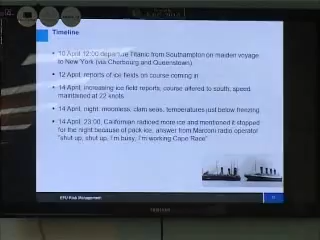 Timeline
10 April 12:00 departure Titanic from Southampton on maiden voyage
to New York (via Cherbourg and Queenstown)
12 April, reports of ice fields on course coming in
14 April, increasing ice field reports, course altered to south, speed
maintained at 22 knots
14 April, night: moonless, clam seas, temperatures just below freezing
14 April, 23:00, Californian radioed more ice and mentioned it stopped
for the night because of pack ice, answer from Marconi radio operator
"shut up, shut up, I'm busy, I'm working Cape Race"
EFU Risk Management
SAMSUNG